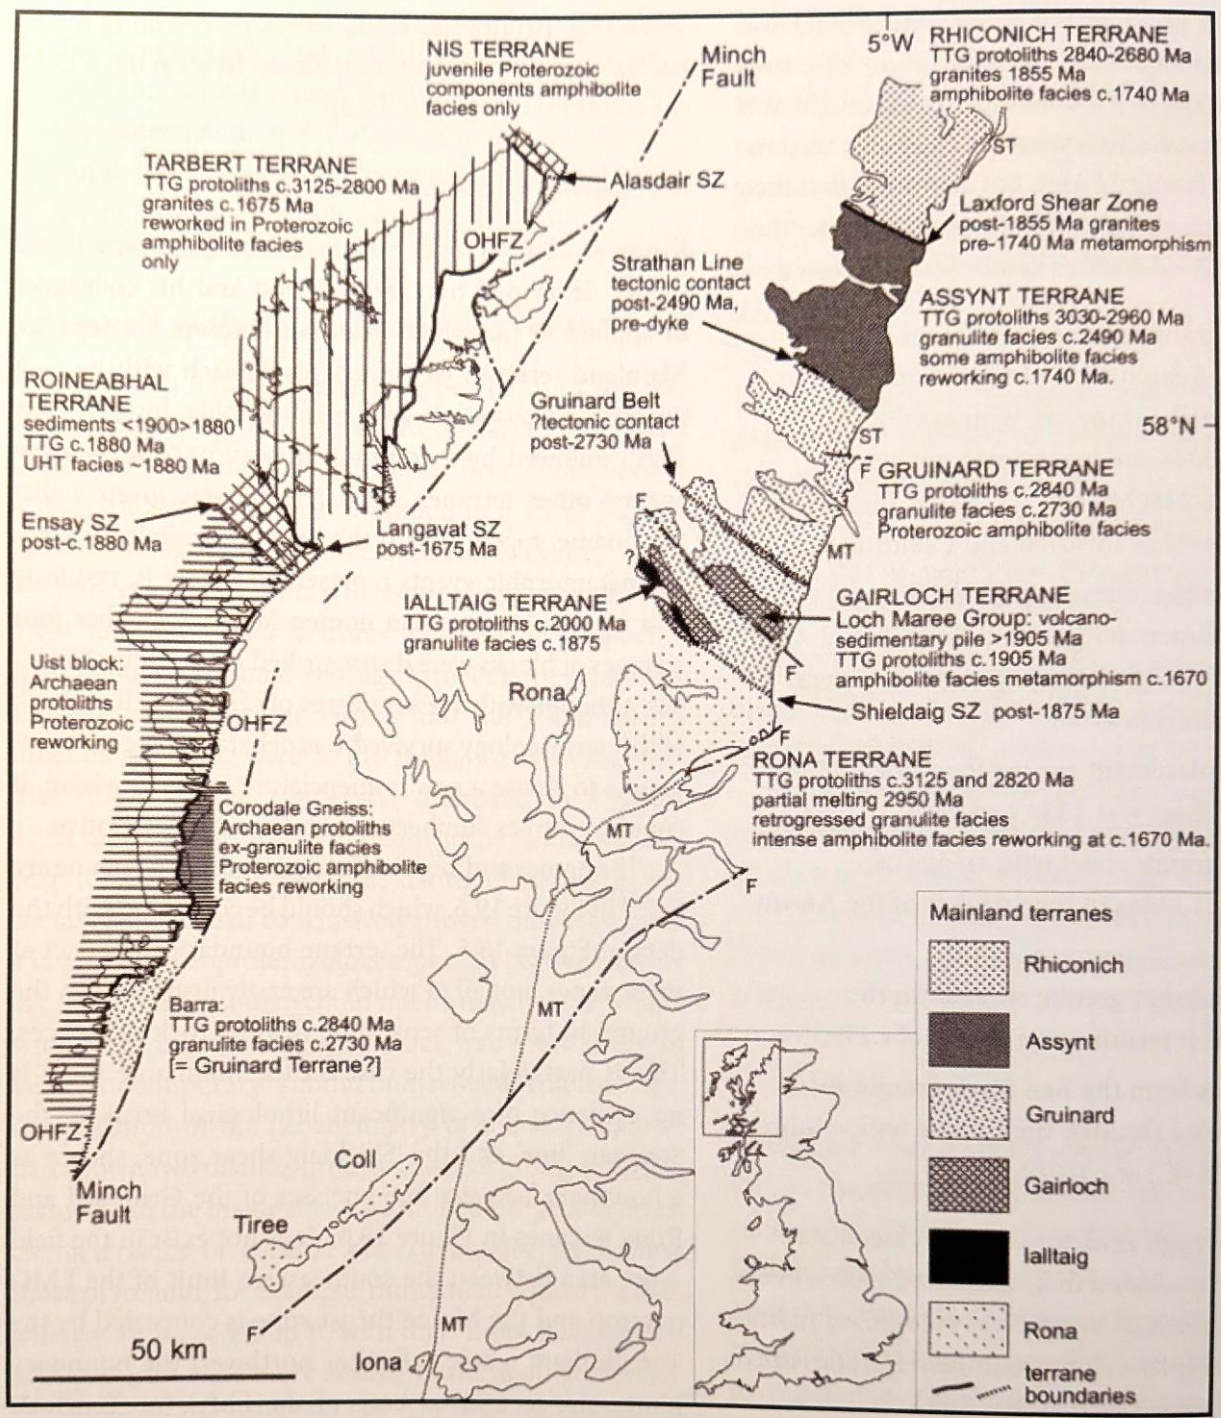 5°W
RHICONICH TERRANE
TTG protoliths 2840-2680 Ma
granites 1855 Ma
amphibolite facies c.1740 Ma
NIS TERRANE
juvenile Proterozoic
components amphibolite
facies only
Minch
Fault
ST
TARBERT TERRANE
TTG protoliths c.3125-2800 Ma
granites c.1675 Ma
reworked in Proterozoic
amphibolite facies
only
Alasdair SZ
OHFZ
Laxford Shear Zone
post-1855 Ma granites
pre-1740 Ma metamorphism
Strathan Line
tectonic contact
post-2490 Ma,
pre-dyke
ASSYNT TERRANE
TTG protoliths 3030-2960 Ma
granulite facies c.2490 Ma
some amphibolite facies
reworking c.1740 Ma.
ROINEABHAL
TERRANE
sediments <1900>1880
TTG c.1880 Ma
UHT facies ~1880 Ma
Gruinard Belt
?tectonic contact
post-2730 Ma
58°N
ST
F
GRUINARD TERRANE
TTG protoliths c.2840 Ma
granulite facies c.2730 Ma
Proterozoic amphibolite facies
F
Ensay SZ
post-c.1880 Ma
Langavat SZ
post-1675 Ma
MT
?
IALLTAIG TERRANE
TTG protoliths c.2000 Ma
granulite facies c.1875
GAIRLOCH TERRANE
Loch Maree Group: volcano-
sedimentary pile >1905 Ma
TTG protoliths c.1905 Ma
amphibolite facies metamorphism c.1670
F
Uist block:
Archaean
protoliths
Proterozoic
reworking
OHFZ
Rona
Shieldaig SZ post-1875 Ma
F
RONA TERRANE
TTG protoliths c.3125 and 2820 Ma
partial melting 2950 Ma
retrogressed granulite facies
intense amphibolite facies reworking at c.1670 Ma.
Corodale Gneiss:
Archaean protoliths
ex-granulite facies
Proterozoic amphibolite
facies reworking
MT
F
Barra:
TTG protoliths c.2840 Ma
granulite facies c.2730 Ma
[= Gruinard Terrane?]
MT
OHFZ
Minch
Fault
Coll
Tiree
F
MT
Iona
50 km
Mainland terranes
Rhiconich
Assynt
Gruinard
Gairloch
Ialltaig
Rona
terrane
boundaries